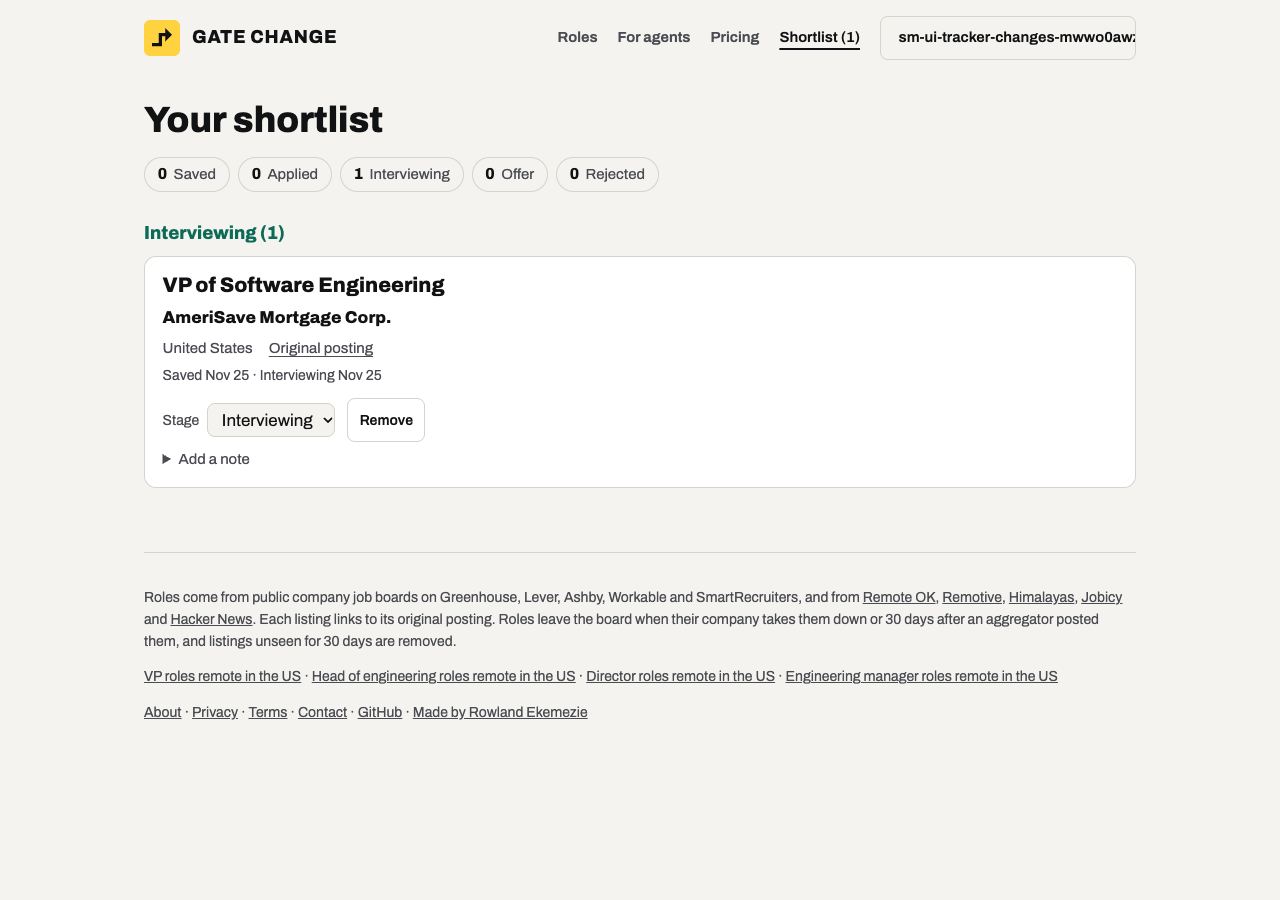 GATE CHANGE
Roles
For agents
Pricing
Shortlist (1)
sm-ui-tracker-changes-mwwo0aw
Your shortlist
0 Saved
0 Applied
1 Interviewing
0 Offer
0 Rejected
Interviewing (1)
VP of Software Engineering
AmeriSave Mortgage Corp.
United States Original posting
Saved Nov 25 · Interviewing Nov 25
Stage Interviewing Remove
Add a note
Roles come from public company job boards on Greenhouse, Lever, Ashby, Workable and SmartRecruiters, and from Remote OK, Remotive, Himalayas, Jobicy
and Hacker News. Each listing links to its original posting. Roles leave the board when their company takes them down or 30 days after an aggregator posted
them, and listings unseen for 30 days are removed.
VP roles remote in the US · Head of engineering roles remote in the US · Director roles remote in the US · Engineering manager roles remote in the US
About · Privacy · Terms · Contact · GitHub · Made by Rowland Ekemezie